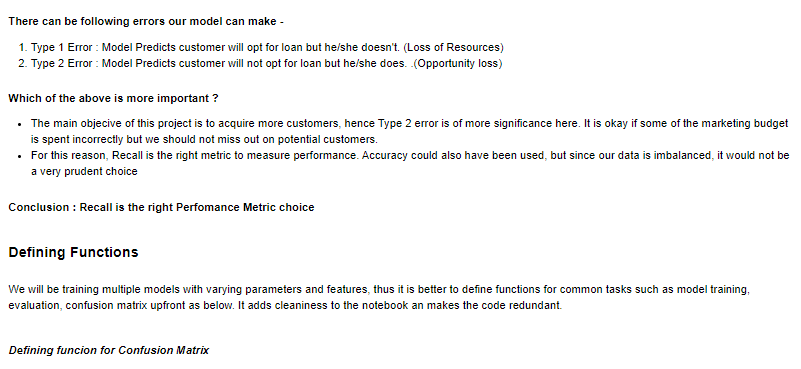 There can be following errors our model can make -
1. Type 1 Error : Model Predicts customer will opt for loan but he/she doesn't. (Loss of Resources)
2. Type 2 Error : Model Predicts customer will not opt for loan but he/she does. .(Opportunity loss)
Which of the above is more important ?
• The main objecive of this project is to acquire more customers, hence Type 2 error is of more significance here. It is okay if some of the marketing budget
is spent incorrectly but we should not miss out on potential customers.
• For this reason, Recall is the right metric to measure performance. Accuracy could also have been used, but since our data is imbalanced, it would not be
a very prudent choice
Conclusion : Recall is the right Perfomance Metric choice
Defining Functions
We will be training multiple models with varying parameters and features, thus it is better to define functions for common tasks such as model training,
evaluation, confusion matrix upfront as below. It adds cleaniness to the notebook an makes the code redundant.
Defining funcion for Confusion Matrix